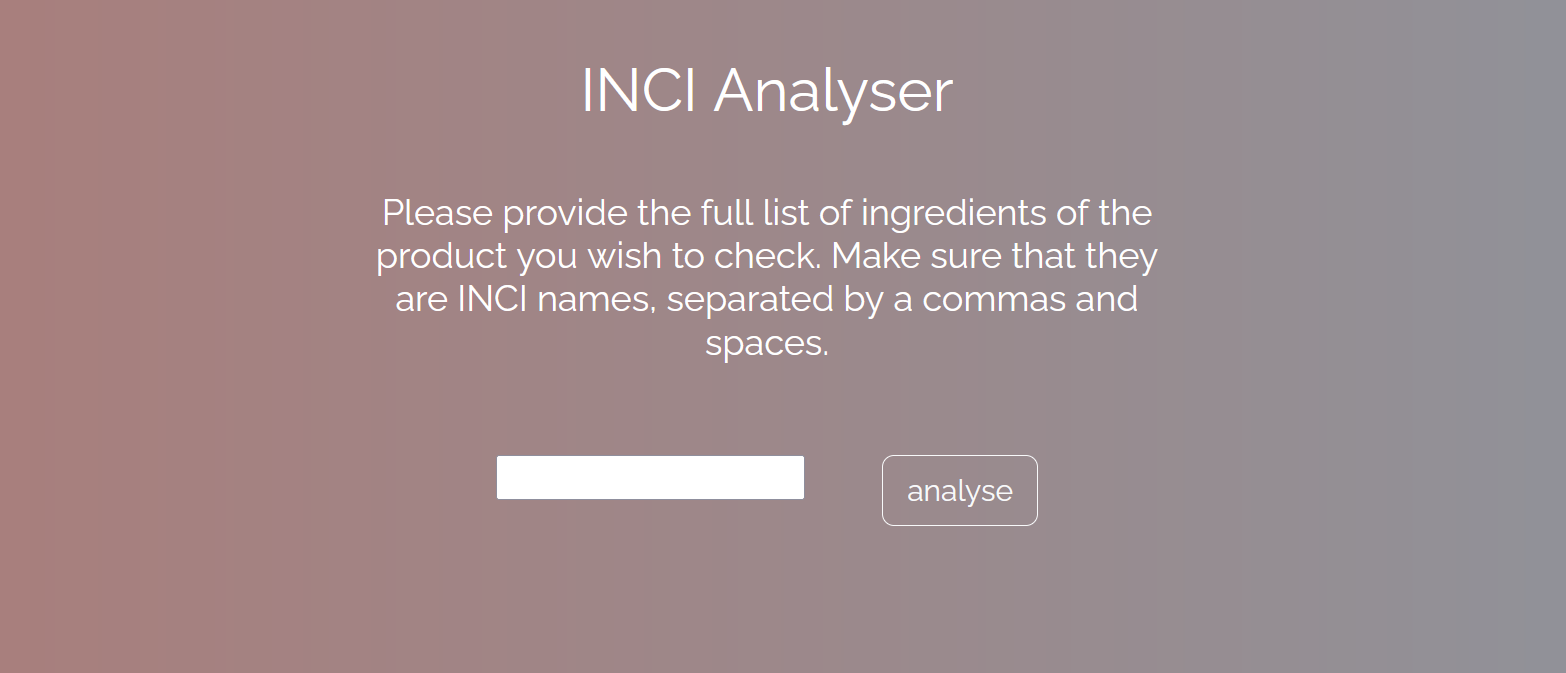 INCI Analyser
Please provide the full list of ingredients of the
product you wish to check. Make sure that they
are INCI names, separated by a commas and
spaces.
analyse